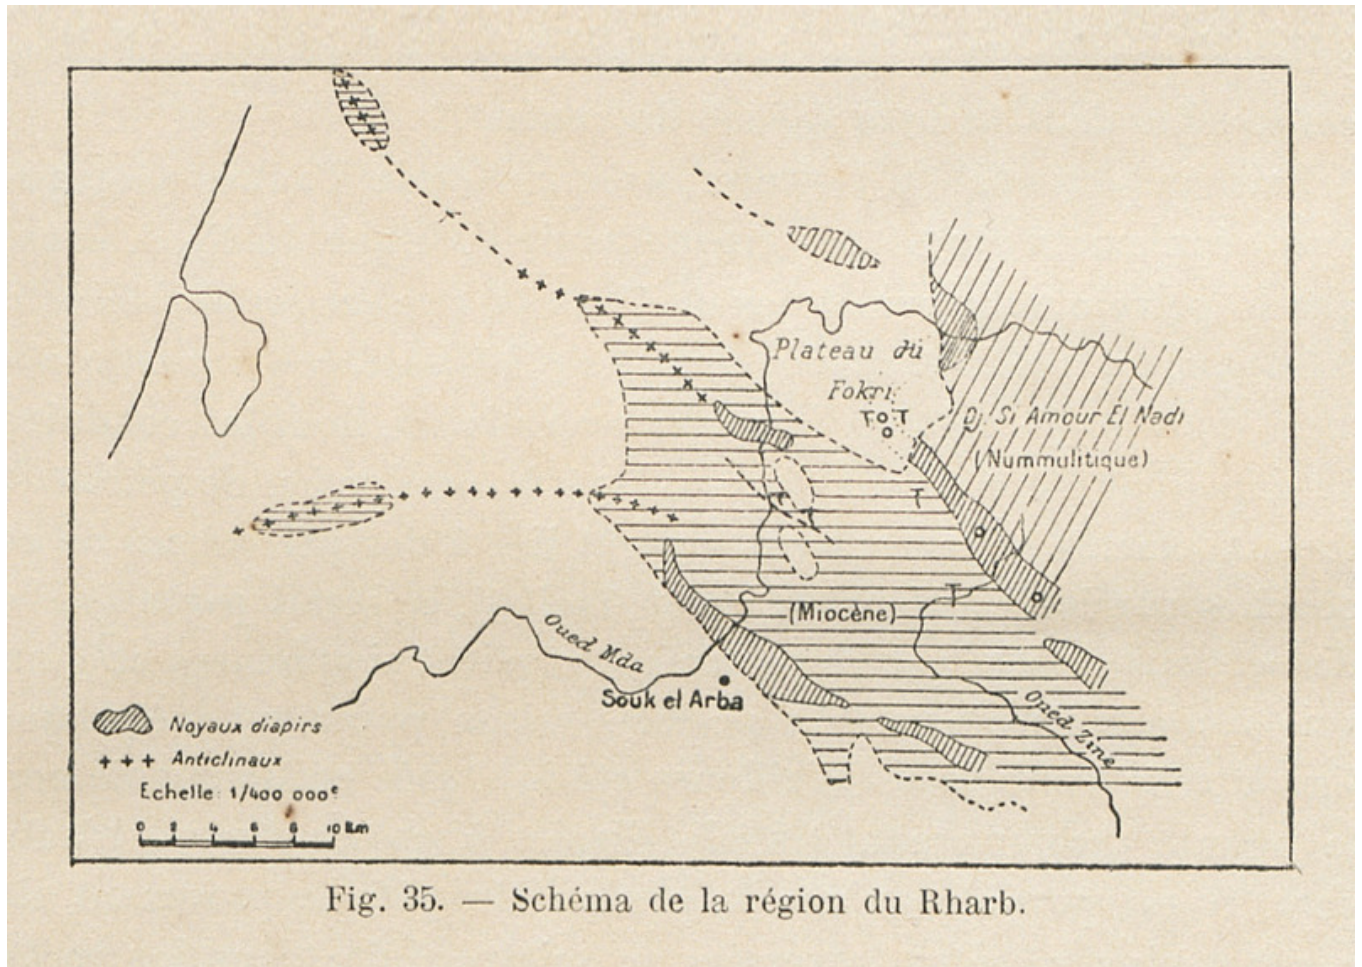 Plateau du
Fokri
Dj. Si Amour El Nadi
(Nummulitique)
(Miocène)
Oued Mda
Souk el Arba
Oued Zine
Noyaux diapirs
+ + + Anticlinaux
Echelle: 1/400 000e
0 2 4 6 8 10 Km
Fig. 35. — Schéma de la région du Rharb.